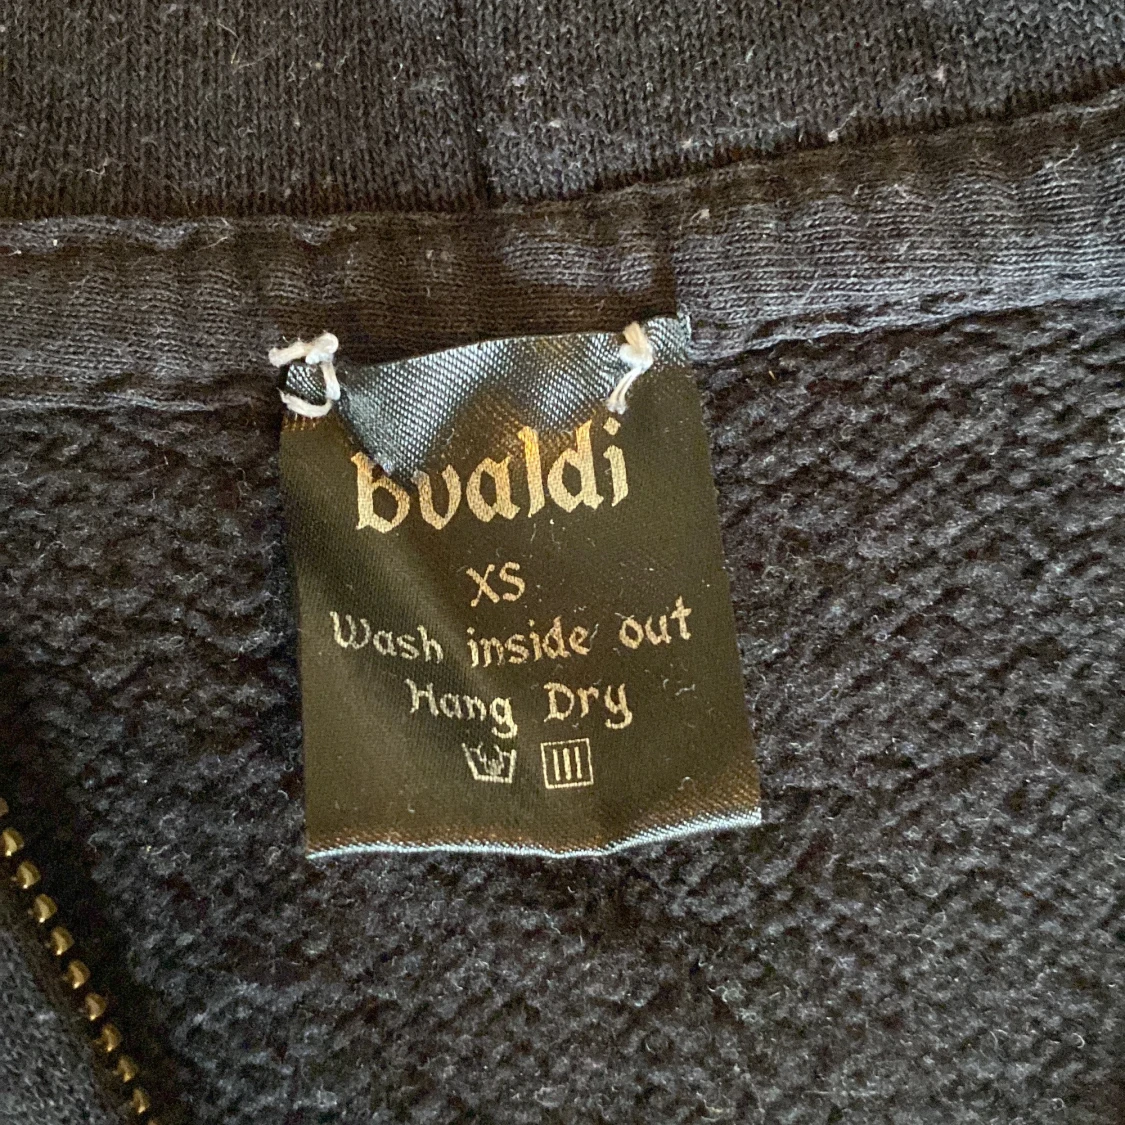 bvaldi
XS
Wash inside out
Hang Dry